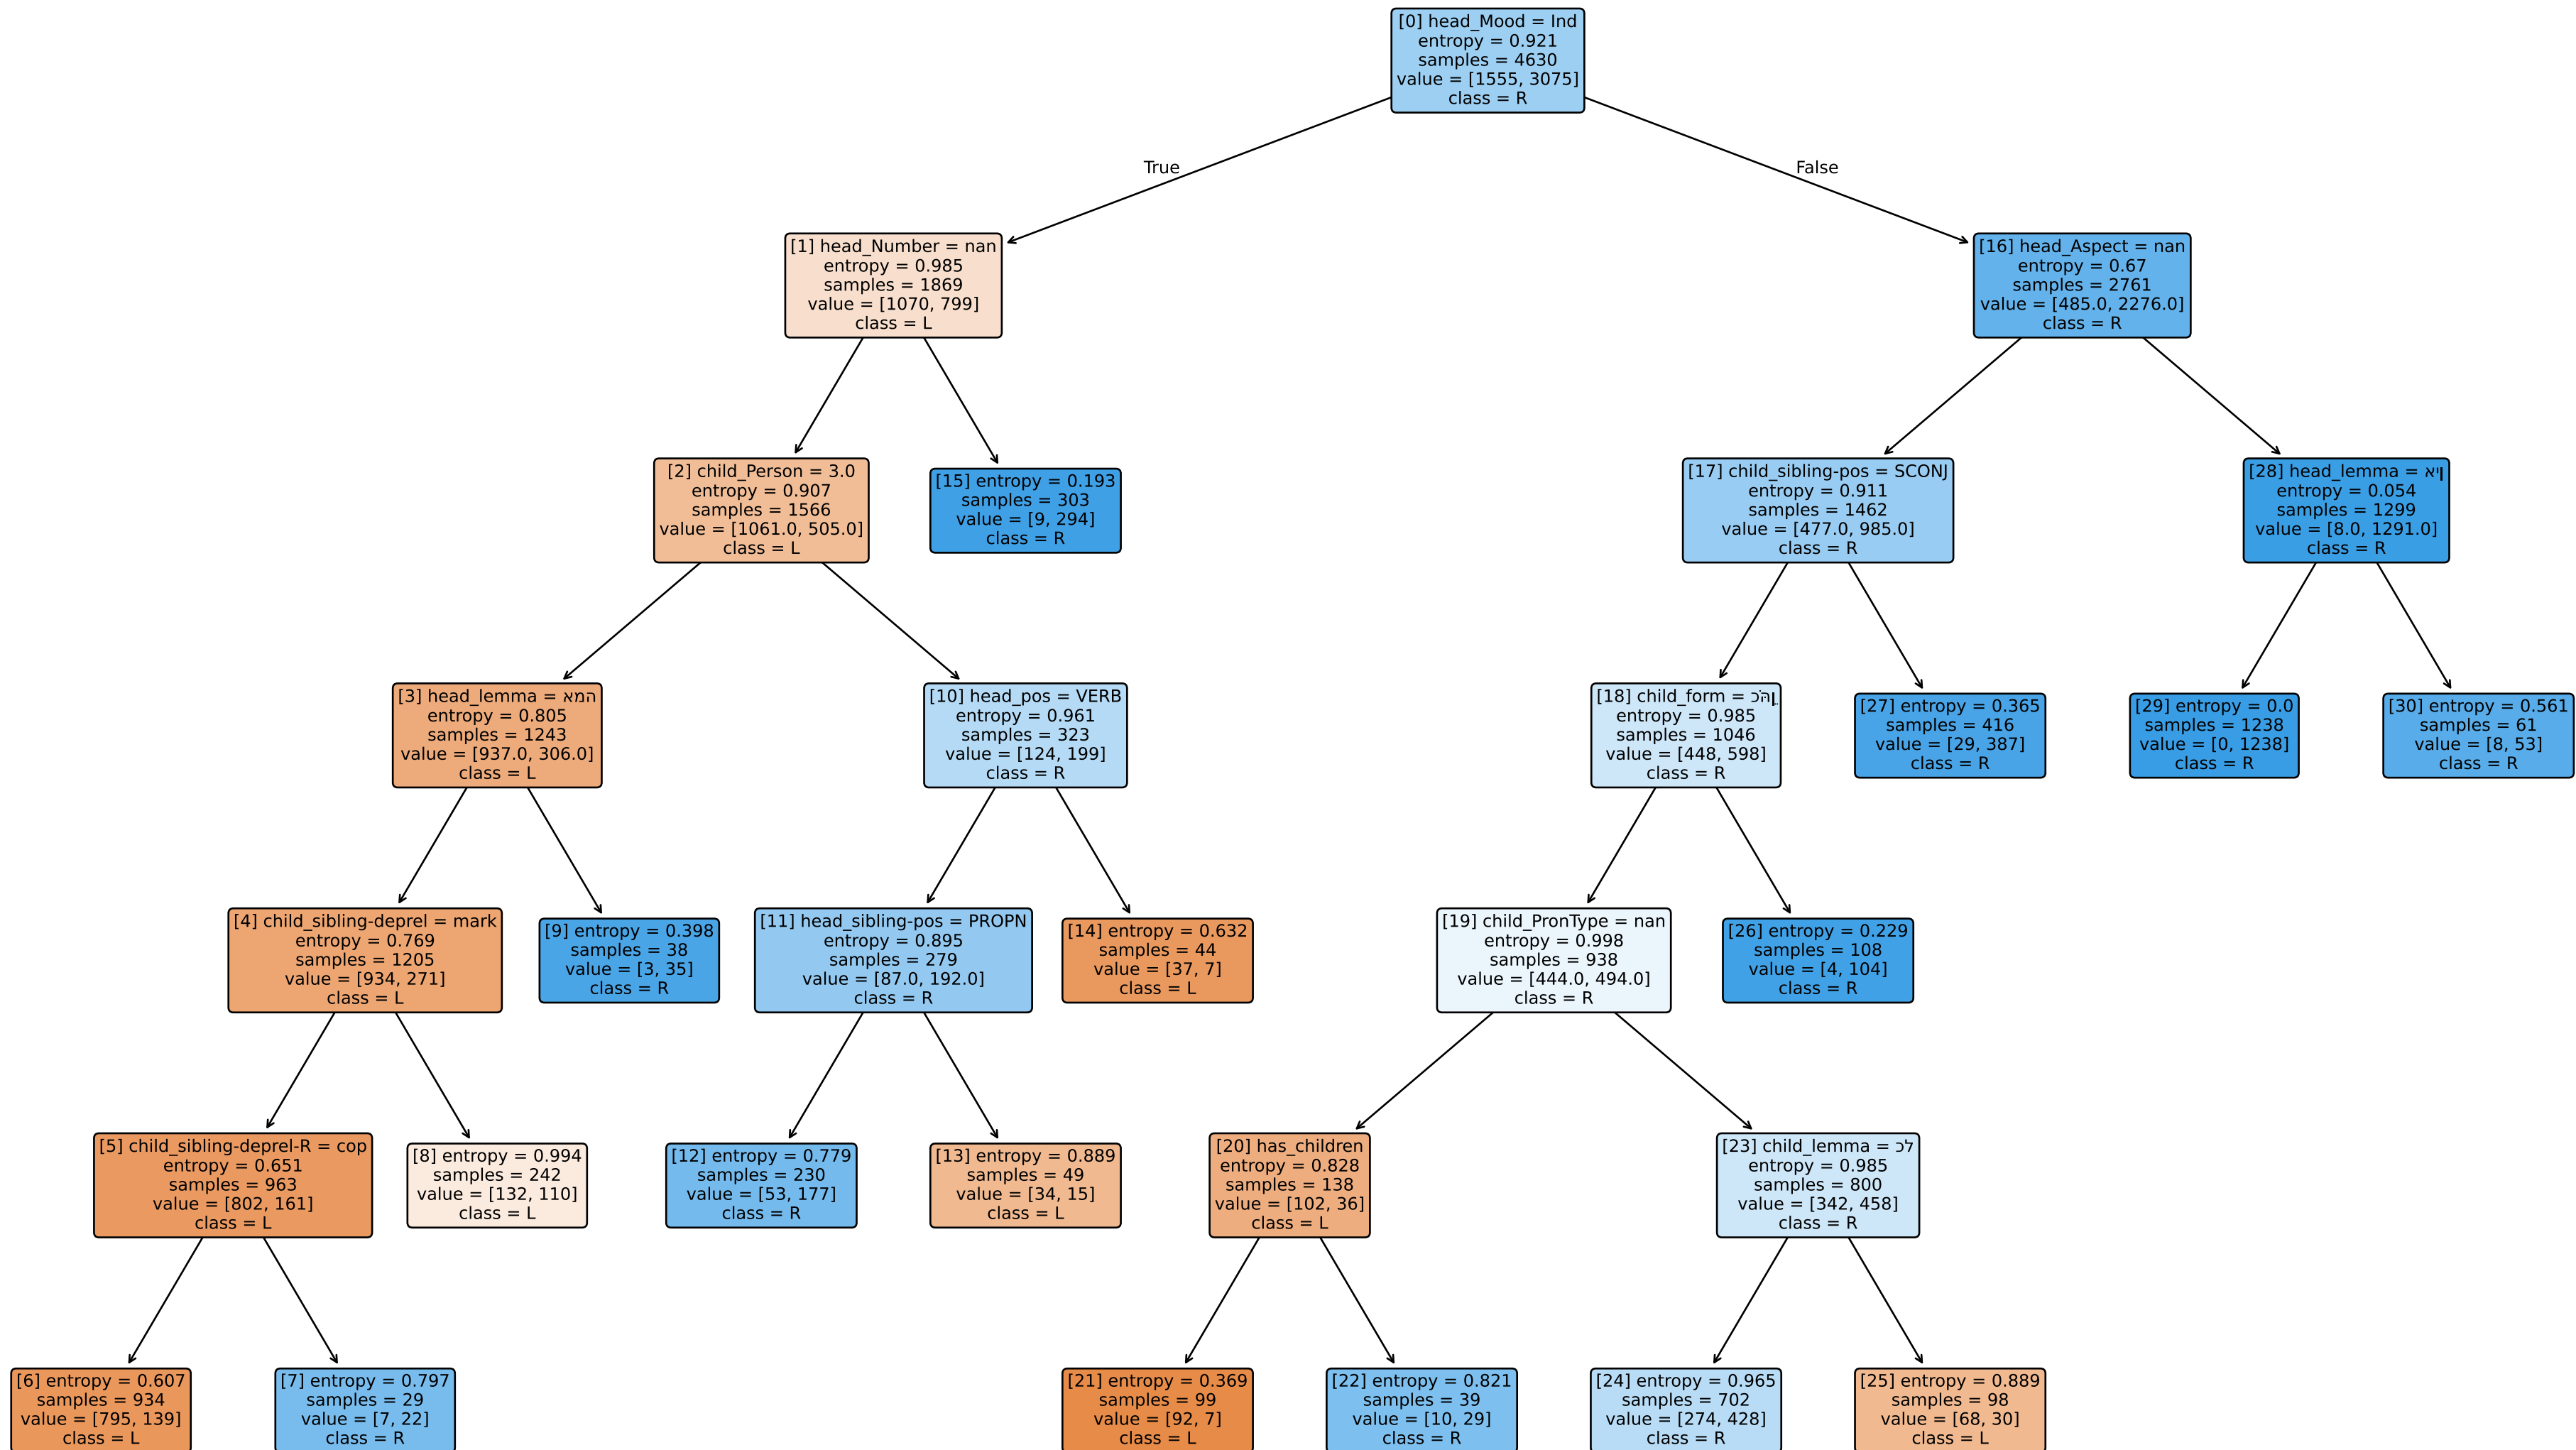 [0] head_Mood = Ind
entropy = 0.921
samples = 4630
value = [1555, 3075]
class = R
True
False
[1] head_Number = nan
entropy = 0.985
samples = 1869
value = [1070, 799]
class = L
[16] head_Aspect = nan
entropy = 0.67
samples = 2761
value = [485.0, 2276.0]
class = R
[2] child_Person = 3.0
entropy = 0.907
samples = 1566
value = [1061.0, 505.0]
class = L
[15] entropy = 0.193
samples = 303
value = [9, 294]
class = R
[17] child_sibling-pos = SCONJ
entropy = 0.911
samples = 1462
value = [477.0, 985.0]
class = R
[28] head_lemma = ןיא
entropy = 0.054
samples = 1299
value = [8.0, 1291.0]
class = R
[3] head_lemma = המא
entropy = 0.805
samples = 1243
value = [937.0, 306.0]
class = L
[10] head_pos = VERB
entropy = 0.961
samples = 323
value = [124, 199]
class = R
[18] child_form =
entropy = 0.985
samples = 1046
value = [448, 598]
class = R
[27] entropy = 0.365
samples = 416
value = [29, 387]
class = R
[29] entropy = 0.0
samples = 1238
value = [0, 1238]
class = R
[30] entropy = 0.561
samples = 61
value = [8, 53]
class = R
[4] child_sibling-deprel = mark
entropy = 0.769
samples = 1205
value = [934, 271]
class = L
[9] entropy = 0.398
samples = 38
value = [3, 35]
class = R
[11] head_sibling-pos = PROPN
entropy = 0.895
samples = 279
value = [87.0, 192.0]
class = R
[14] entropy = 0.632
samples = 44
value = [37, 7]
class = L
[19] child_PronType = nan
entropy = 0.998
samples = 938
value = [444.0, 494.0]
class = R
[26] entropy = 0.229
samples = 108
value = [4, 104]
class = R
[5] child_sibling-deprel-R = cop
entropy = 0.651
samples = 963
value = [802, 161]
class = L
[8] entropy = 0.994
samples = 242
value = [132, 110]
class = L
[12] entropy = 0.779
samples = 230
value = [53, 177]
class = R
[13] entropy = 0.889
samples = 49
value = [34, 15]
class = L
[20] has_children
entropy = 0.828
samples = 138
value = [102, 36]
class = L
[23] child_lemma = לכ
entropy = 0.985
samples = 800
value = [342, 458]
class = R
[6] entropy = 0.607
samples = 934
value = [795, 139]
class = L
[7] entropy = 0.797
samples = 29
value = [7, 22]
class = R
[21] entropy = 0.369
samples = 99
value = [92, 7]
class = L
[22] entropy = 0.821
samples = 39
value = [10, 29]
class = R
[24] entropy = 0.965
samples = 702
value = [274, 428]
class = R
[25] entropy = 0.889
samples = 98
value = [68, 30]
class = L